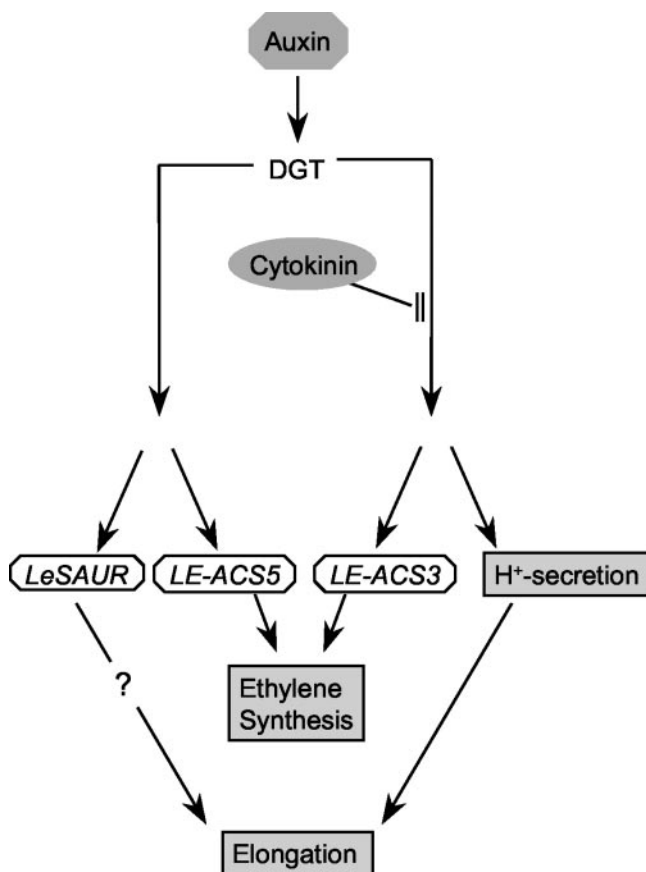 Auxin
DGT
Cytokinin
LeSAUR
LE-ACS5
LE-ACS3
H⁺-secretion
?
Ethylene
Synthesis
Elongation